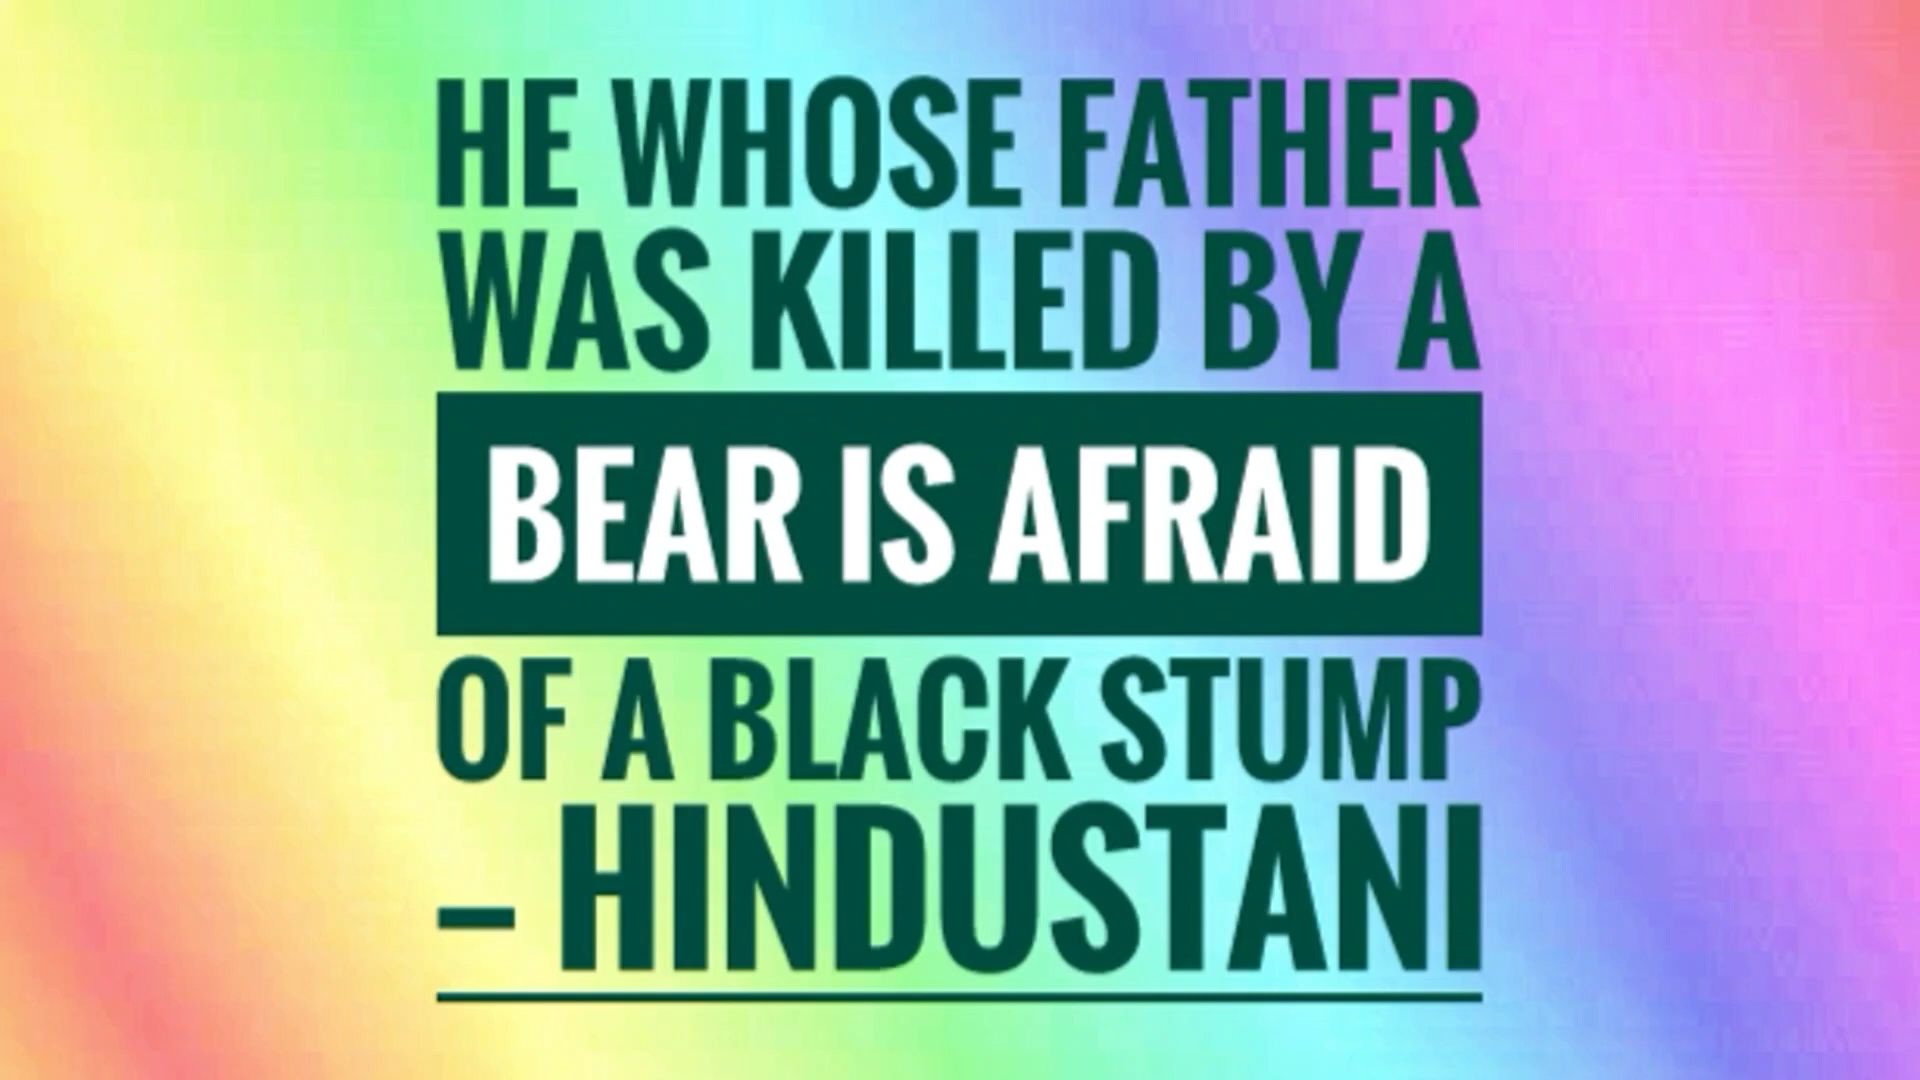 HE WHOSE FATHER
WAS KILLED BY A
BEAR IS AFRAID
OF A BLACK STUMP
– HINDUSTANI